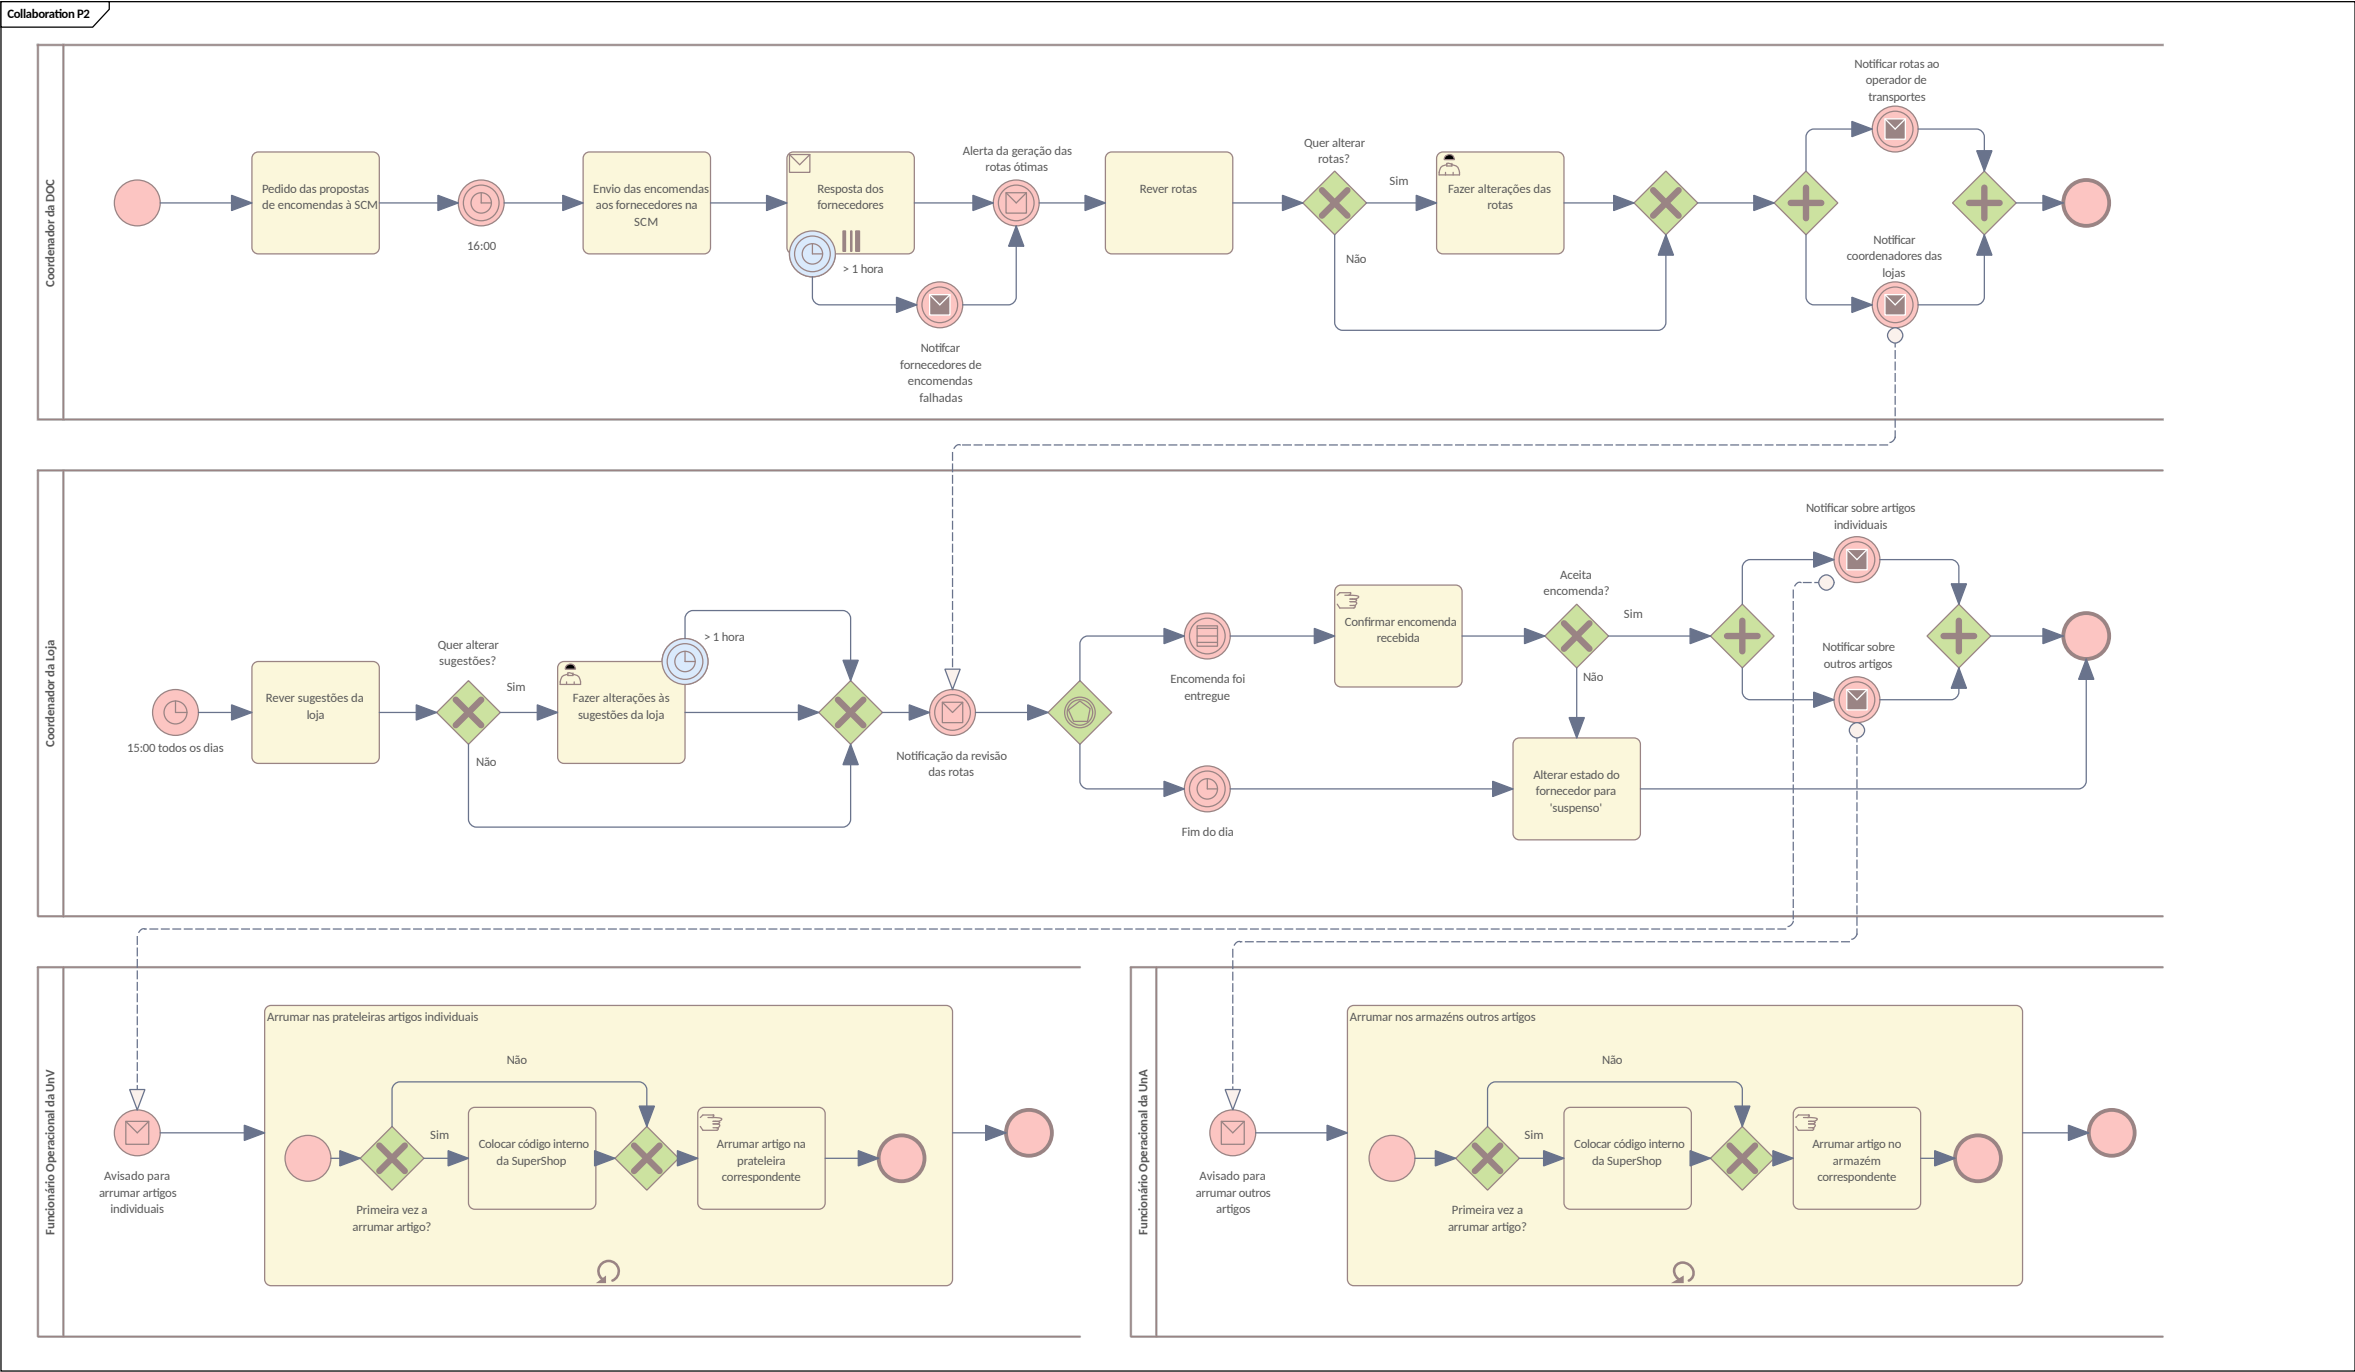 Collaboration P2
Coordenador da DOC
Pedido das propostas
de encomendas à SCM
16:00
Envio das encomendas
aos fornecedores na
SCM
Resposta dos
fornecedores
> 1 hora
Notifcar
fornecedores de
encomendas
falhadas
Alerta da geração das
rotas ótimas
Rever rotas
Quer alterar
rotas?
Sim
Não
Fazer alterações das
rotas
Notificar rotas ao
operador de
transportes
Notificar
coordenadores das
lojas
Coordenador da Loja
15:00 todos os dias
Rever sugestões da
loja
Quer alterar
sugestões?
Sim
Não
Fazer alterações às
sugestões da loja
> 1 hora
Notificação da revisão
das rotas
Encomenda foi
entregue
Fim do dia
Confirmar encomenda
recebida
Aceita
encomenda?
Sim
Não
Alterar estado do
fornecedor para
'suspenso'
Notificar sobre artigos
individuais
Notificar sobre
outros artigos
Funcionário Operacional da UnV
Avisado para
arrumar artigos
individuais
Arrumar nas prateleiras artigos individuais
Não
Sim
Primeira vez a
arrumar artigo?
Colocar código interno
da SuperShop
Arrumar artigo na
prateleira
correspondente
Funcionário Operacional da UnA
Avisado para
arrumar outros
artigos
Arrumar nos armazéns outros artigos
Não
Sim
Primeira vez a
arrumar artigo?
Colocar código interno
da SuperShop
Arrumar artigo no
armazém
correspondente